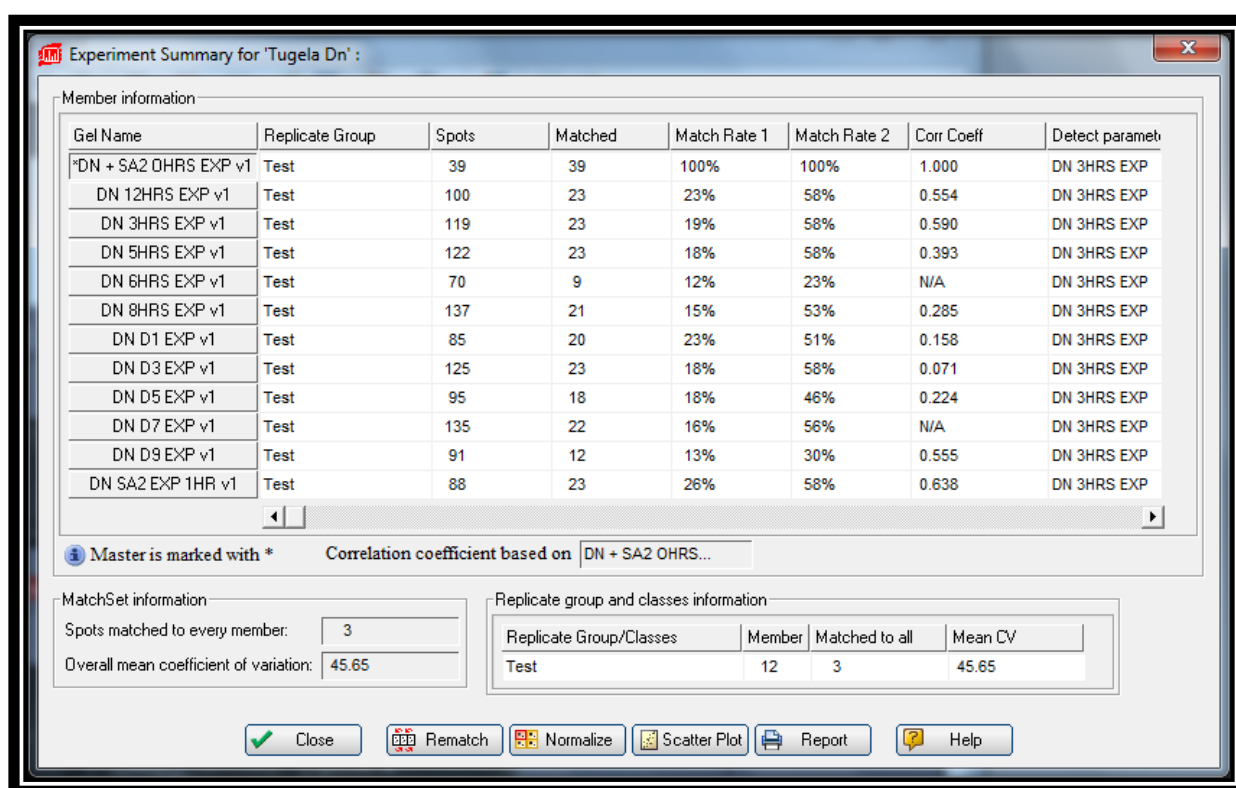 Experiment Summary for 'Tugela Dn' :
Member information
Gel Name Replicate Group Spots Matched Match Rate 1 Match Rate 2 Corr Coeff Detect paramet
*DN + SA2 0HRS EXP v1 Test 39 39 100% 100% 1.000 DN 3HRS EXP
DN 12HRS EXP v1 Test 100 23 23% 58% 0.554 DN 3HRS EXP
DN 3HRS EXP v1 Test 119 23 19% 58% 0.590 DN 3HRS EXP
DN 5HRS EXP v1 Test 122 23 18% 58% 0.393 DN 3HRS EXP
DN 6HRS EXP v1 Test 70 9 12% 23% N/A DN 3HRS EXP
DN 8HRS EXP v1 Test 137 21 15% 53% 0.285 DN 3HRS EXP
DN D1 EXP v1 Test 85 20 23% 51% 0.158 DN 3HRS EXP
DN D3 EXP v1 Test 125 23 18% 58% 0.071 DN 3HRS EXP
DN D5 EXP v1 Test 95 18 18% 46% 0.224 DN 3HRS EXP
DN D7 EXP v1 Test 135 22 16% 56% N/A DN 3HRS EXP
DN D9 EXP v1 Test 91 12 13% 30% 0.555 DN 3HRS EXP
DN SA2 EXP 1HR v1 Test 88 23 26% 58% 0.638 DN 3HRS EXP
Master is marked with * Correlation coefficient based on DN + SA2 0HRS...
MatchSet information
Spots matched to every member: 3
Overall mean coefficient of variation: 45.65
Replicate group and classes information
Replicate Group/Classes Member Matched to all Mean CV
Test 12 3 45.65
Close Rematch Normalize Scatter Plot Report Help